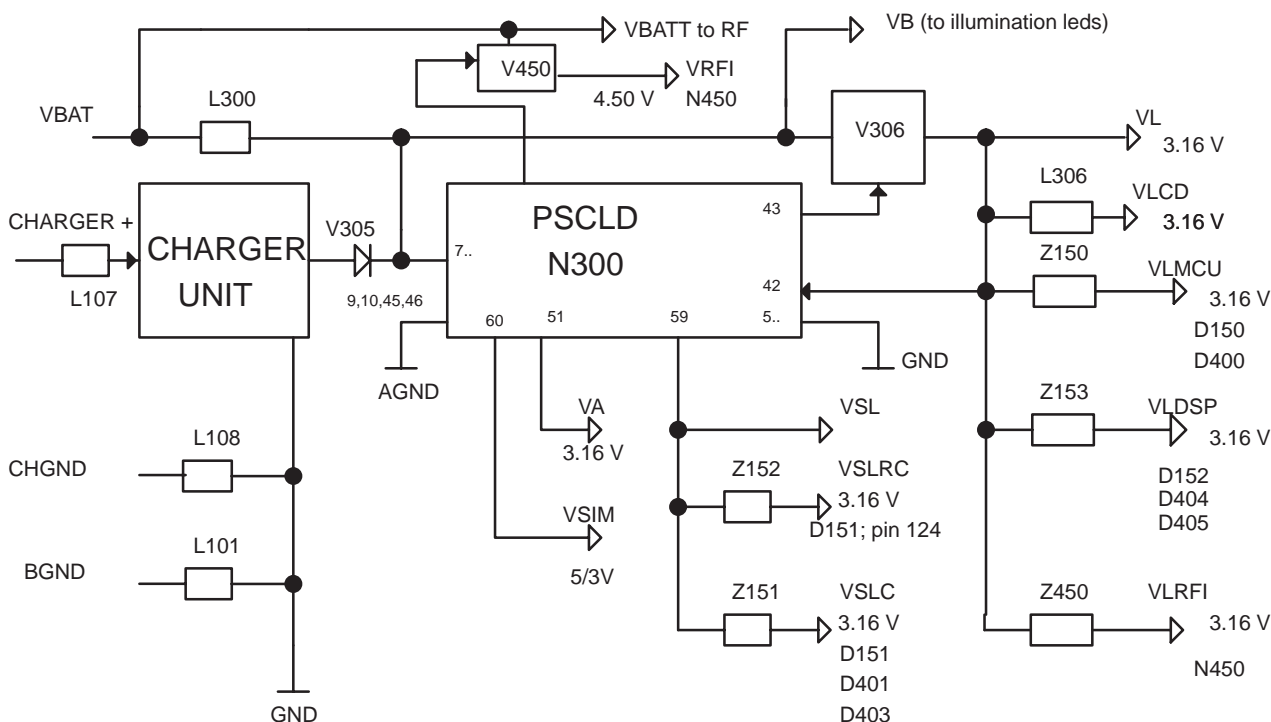 VBATT to RF
VB (to illumination leds)
V450
VRFI
4.50 V
N450
L300
VBAT
V306
VL
3.16 V
L306
VLCD
3.16 V
CHARGER +
L107
CHARGER
UNIT
V305
7..
9,10,45,46
PSCLD
N300
43
42
60
51
59
5..
Z150
VLMCU
3.16 V
D150
D400
AGND
GND
VA
3.16 V
VSL
Z153
VLDSP
3.16 V
D152
D404
D405
L108
CHGND
Z152
VSLRC
3.16 V
D151; pin 124
VSIM
5/3V
L101
BGND
Z151
VSLC
3.16 V
D151
D401
D403
Z450
VLRFI
3.16 V
N450
GND